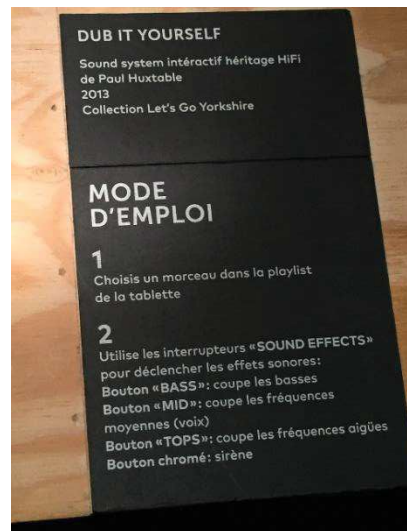 DUB IT YOURSELF
Sound system intéractif héritage HiFi
de Paul Huxtable
2013
Collection Let's Go Yorkshire
MODE
D'EMPLOI
1
Choisis un morceau dans la playlist
de la tablette
2
Utilise les interrupteurs «SOUND EFFECTS»
pour déclencher les effets sonores:
Bouton «BASS»: coupe les basses
Bouton «MID»: coupe les fréquences
moyennes (voix)
Bouton «TOPS»: coupe les fréquences aigües
Bouton chromé: sirène